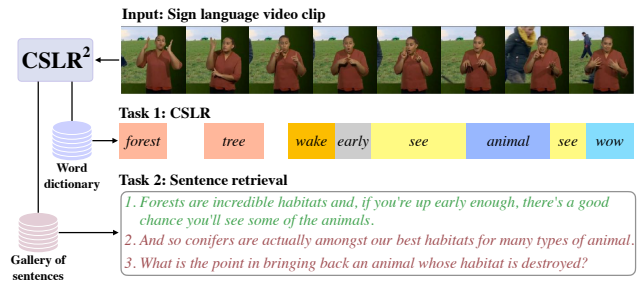 Input: Sign language video clip
CSLR²
Task 1: CSLR
forest tree wake early see animal see wow
Word
dictionary
Task 2: Sentence retrieval
1. Forests are incredible habitats and, if you're up early enough, there's a good
chance you'll see some of the animals.
2. And so conifers are actually amongst our best habitats for many types of animal.
3. What is the point in bringing back an animal whose habitat is destroyed?
Gallery of
sentences